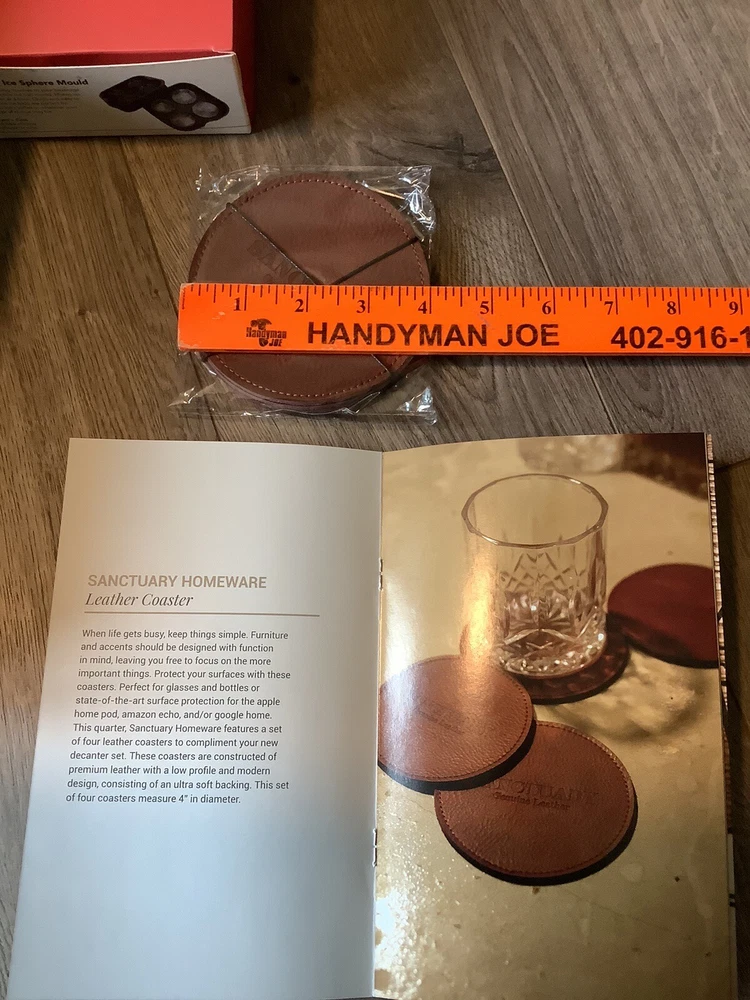 Ice Sphere Mould
1 2 3 4 5 6 7 8 9
Handyman
JOE
HANDYMAN JOE 402-916-1
SANCTUARY HOMEWARE
Leather Coaster
When life gets busy, keep things simple. Furniture
and accents should be designed with function
in mind, leaving you free to focus on the more
important things. Protect your surfaces with these
coasters. Perfect for glasses and bottles or
state-of-the-art surface protection for the apple
home pod, amazon echo, and/or google home.
This quarter, Sanctuary Homeware features a set
of four leather coasters to compliment your new
decanter set. These coasters are constructed of
premium leather with a low profile and modern
design, consisting of an ultra soft backing. This set
of four coasters measure 4" in diameter.
SANCTUARY
Genuine Leather